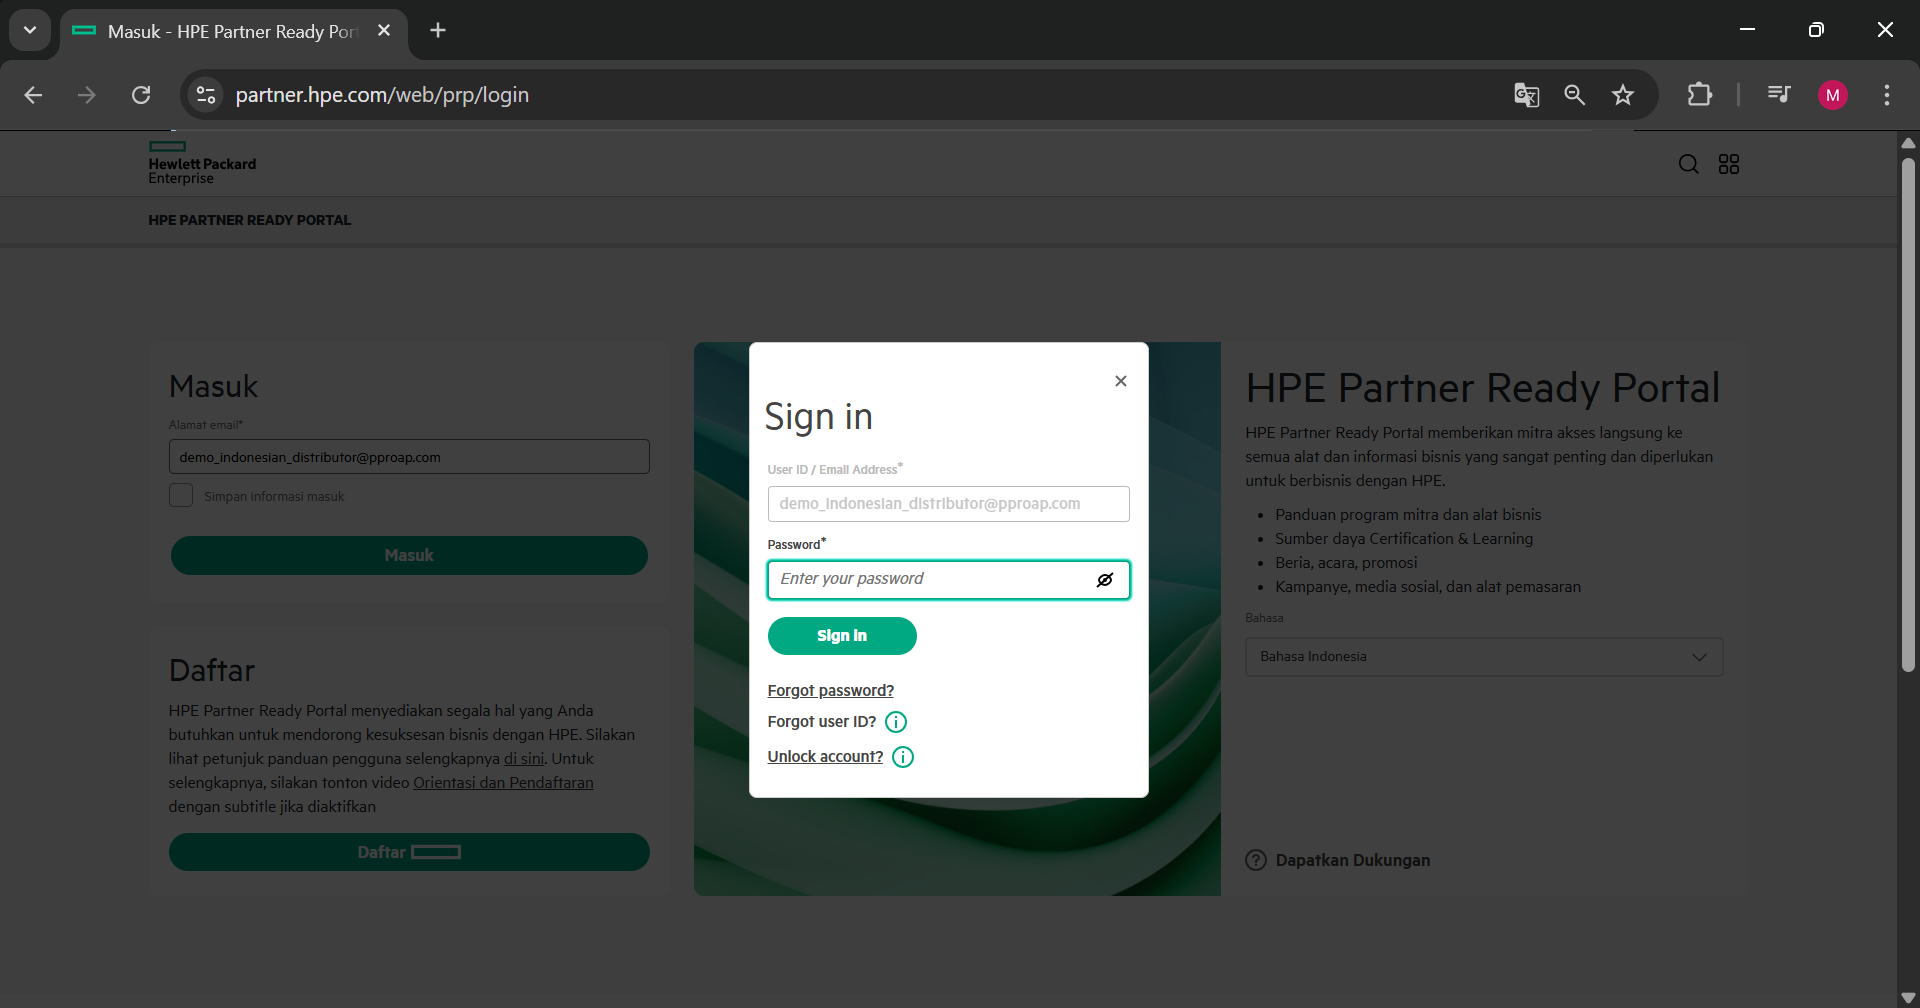 Masuk - HPE Partner Ready Por
partner.hpe.com/web/prp/login
M
Hewlett Packard
Enterprise
HPE PARTNER READY PORTAL
Masuk
Alamat email*
demo_indonesian_distributor@pproap.com
Simpan informasi masuk
Masuk
Daftar
HPE Partner Ready Portal menyediakan segala hal yang Anda
butuhkan untuk mendorong kesuksesan bisnis dengan HPE. Silakan
lihat petunjuk panduan pengguna selengkapnya di sini. Untuk
selengkapnya, silakan tonton video Orientasi dan Pendaftaran
dengan subtitle jika diaktifkan
Daftar
Sign in
User ID / Email Address*
demo_indonesian_distributor@pproap.com
Password*
Enter your password
Sign in
Forgot password?
Forgot user ID?
Unlock account?
HPE Partner Ready Portal
HPE Partner Ready Portal memberikan mitra akses langsung ke
semua alat dan informasi bisnis yang sangat penting dan diperlukan
untuk berbisnis dengan HPE.
• Panduan program mitra dan alat bisnis
• Sumber daya Certification & Learning
• Beria, acara, promosi
• Kampanye, media sosial, dan alat pemasaran
Bahasa
Bahasa Indonesia
Dapatkan Dukungan